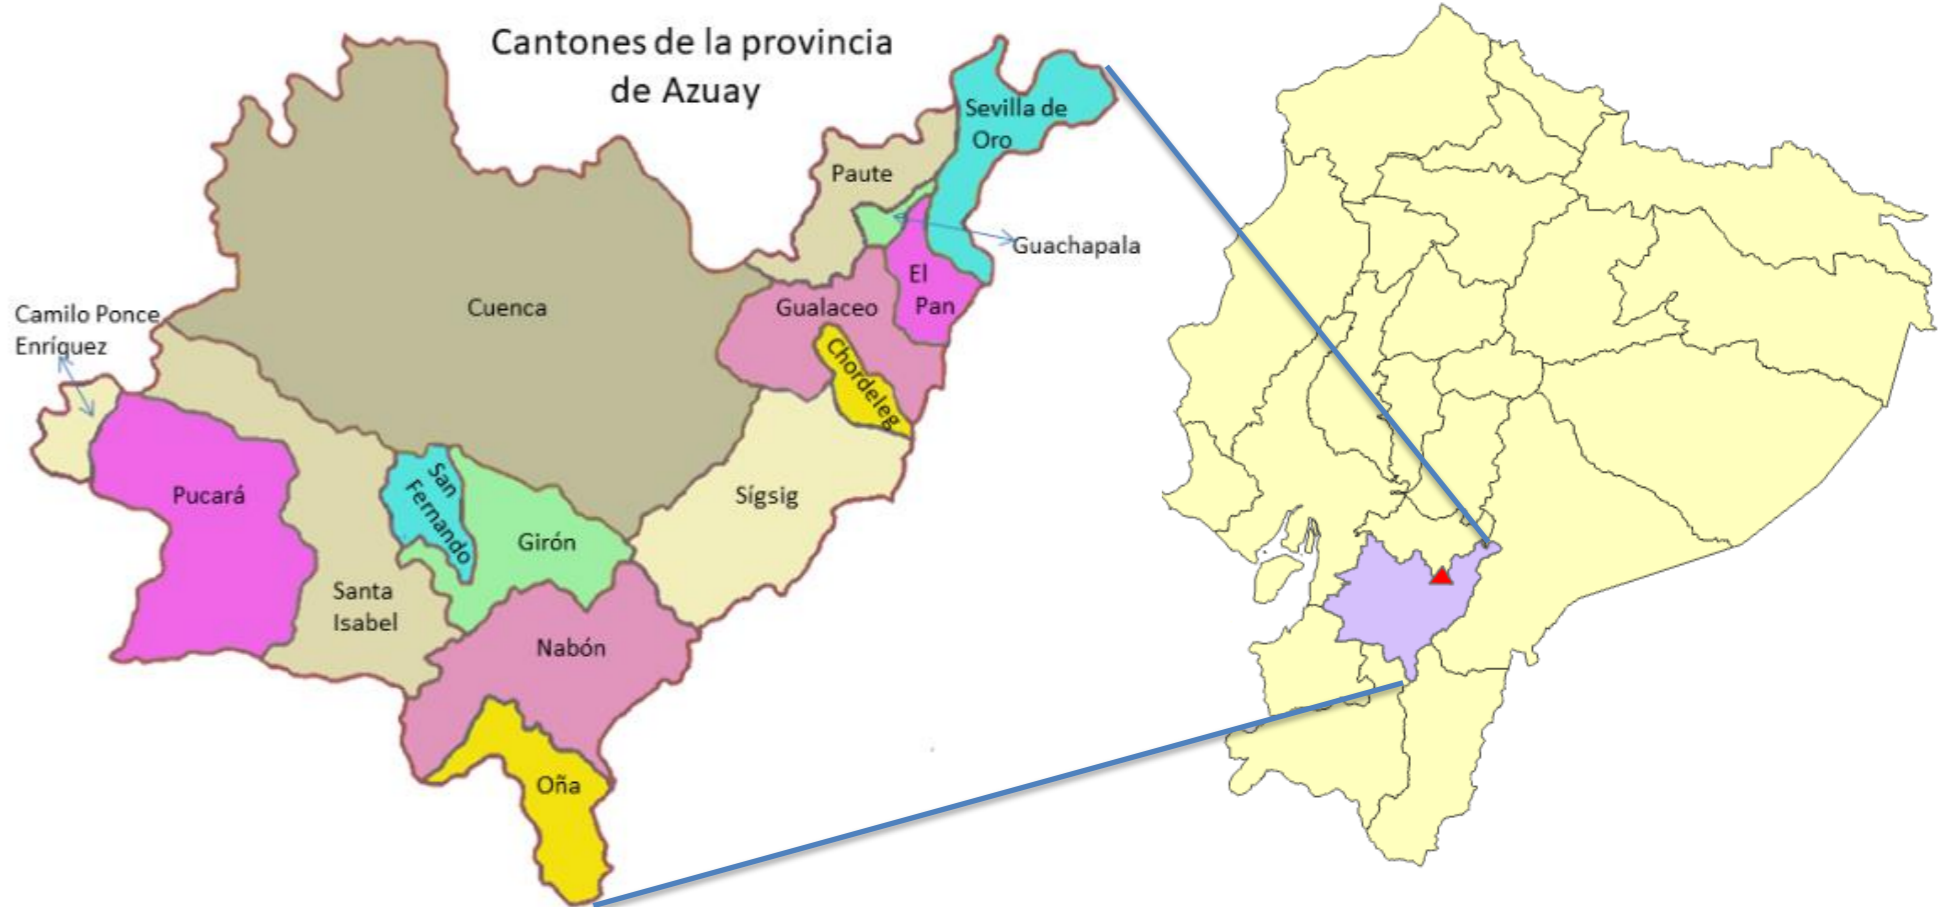 Cantones de la provincia
de Azuay
Sevilla de
Oro
Paute
Guachapala
El
Pan
Camilo Ponce
Enríquez
Cuenca
Gualaceo
Chordeleg
Pucará
San
Fernando
Girón
Sígsig
Santa
Isabel
Nabón
Oña